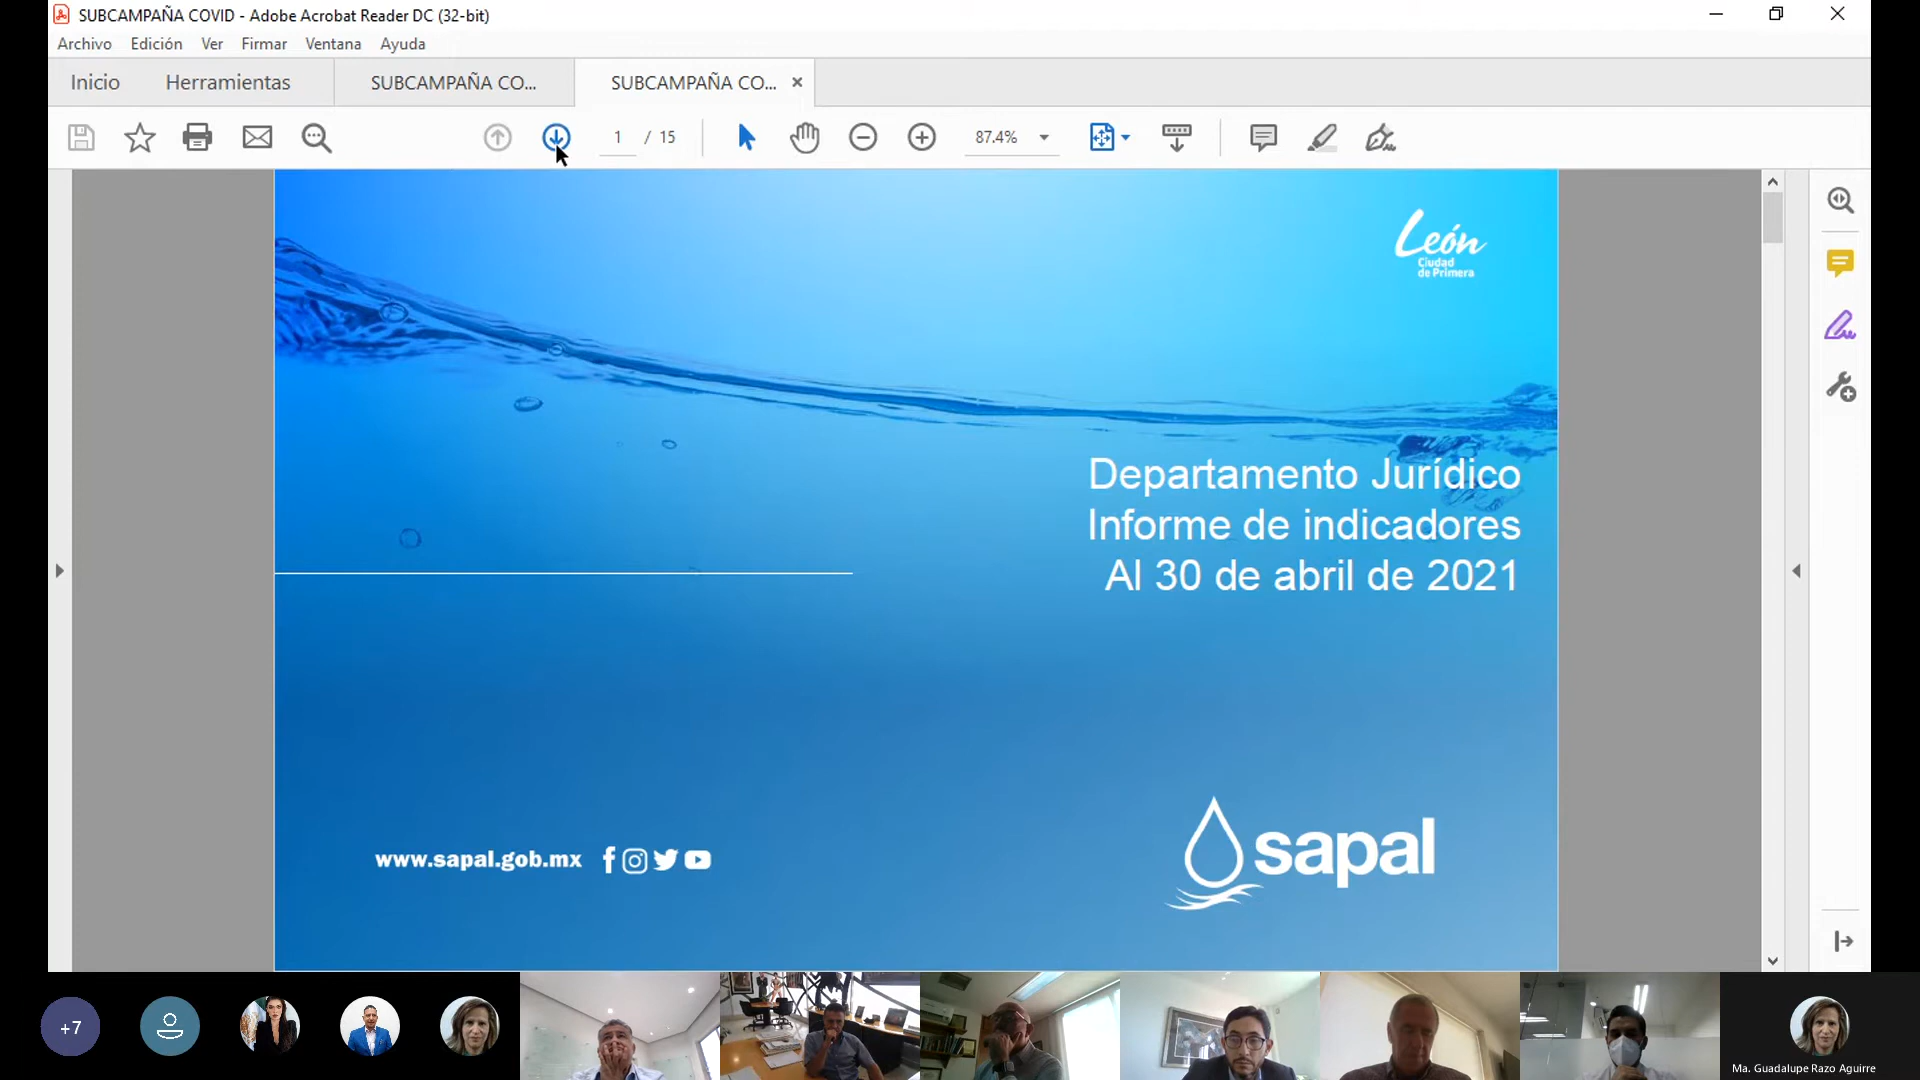 SUBCAMPAÑA COVID - Adobe Acrobat Reader DC (32-bit)
Archivo Edición Ver Firmar Ventana Ayuda
Inicio Herramientas SUBCAMPAÑA CO... SUBCAMPAÑA CO...
1 / 15 87.4%
León
Ciudad
de Primera
Departamento Jurídico
Informe de indicadores
Al 30 de abril de 2021
www.sapal.gob.mx
sapal
+7
Ma. Guadalupe Razo Aguirre